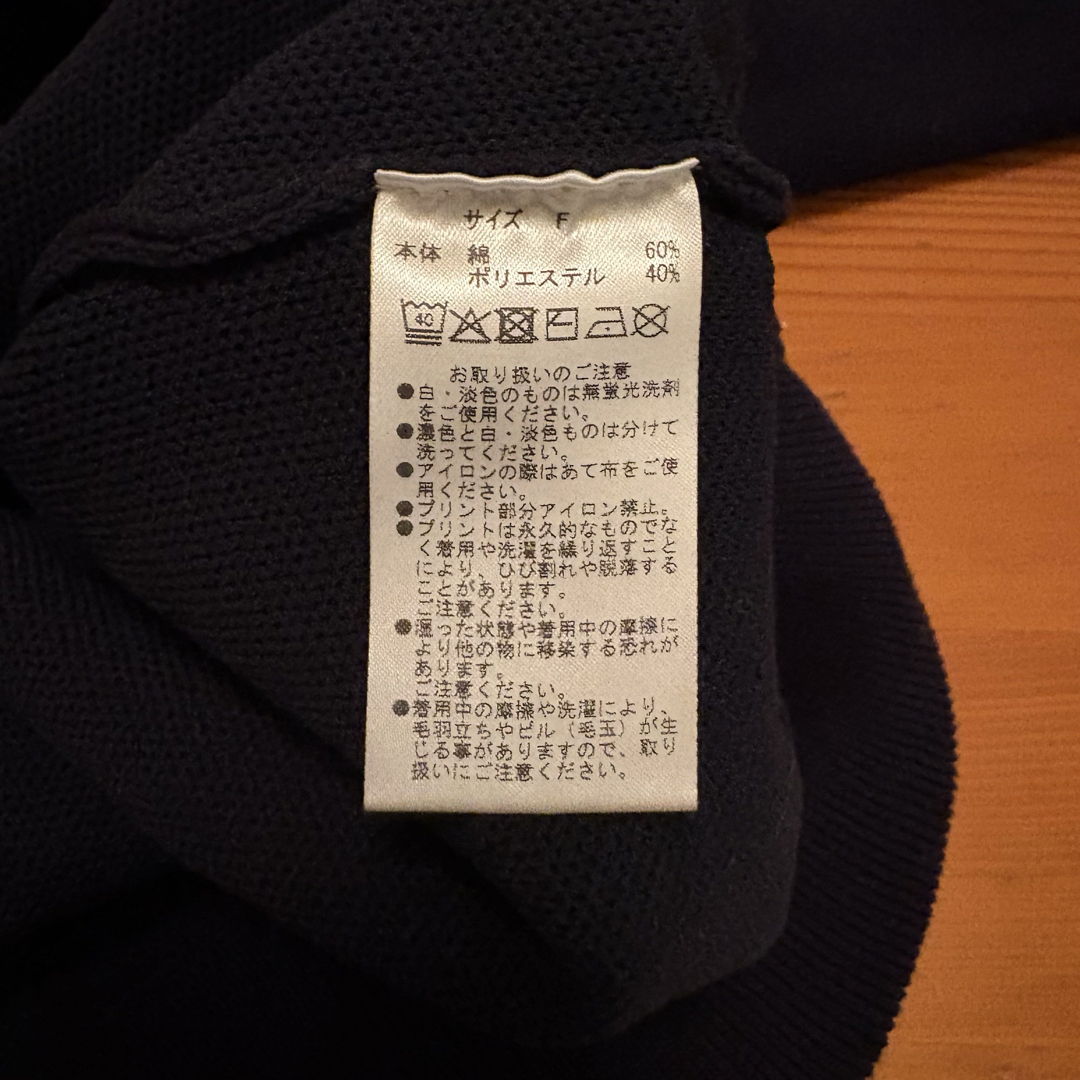 サイズ F
本体 綿 60%
ポリエステル 40%
40
お取り扱いのご注意
●白・淡色のものは無蛍光洗剤
をご使用ください。
●濃色と白・淡色ものは分けて
洗ってください。
●アイロンの際はあて布をご使
用ください。
●プリント部分アイロン禁止。
●プリントは永久的なものでな
く着用や洗濯を繰り返すこと
により、ひび割れや脱落する
ことがあります。
ご注意ください。
●湿った状態や着用中の摩擦に
より他の物に移染する恐れが
あります。
ご注意ください。
●着用中の摩擦や洗濯により、
毛羽立ちやピル（毛玉）が生
じる事がありますので、取り
扱いにご注意ください。